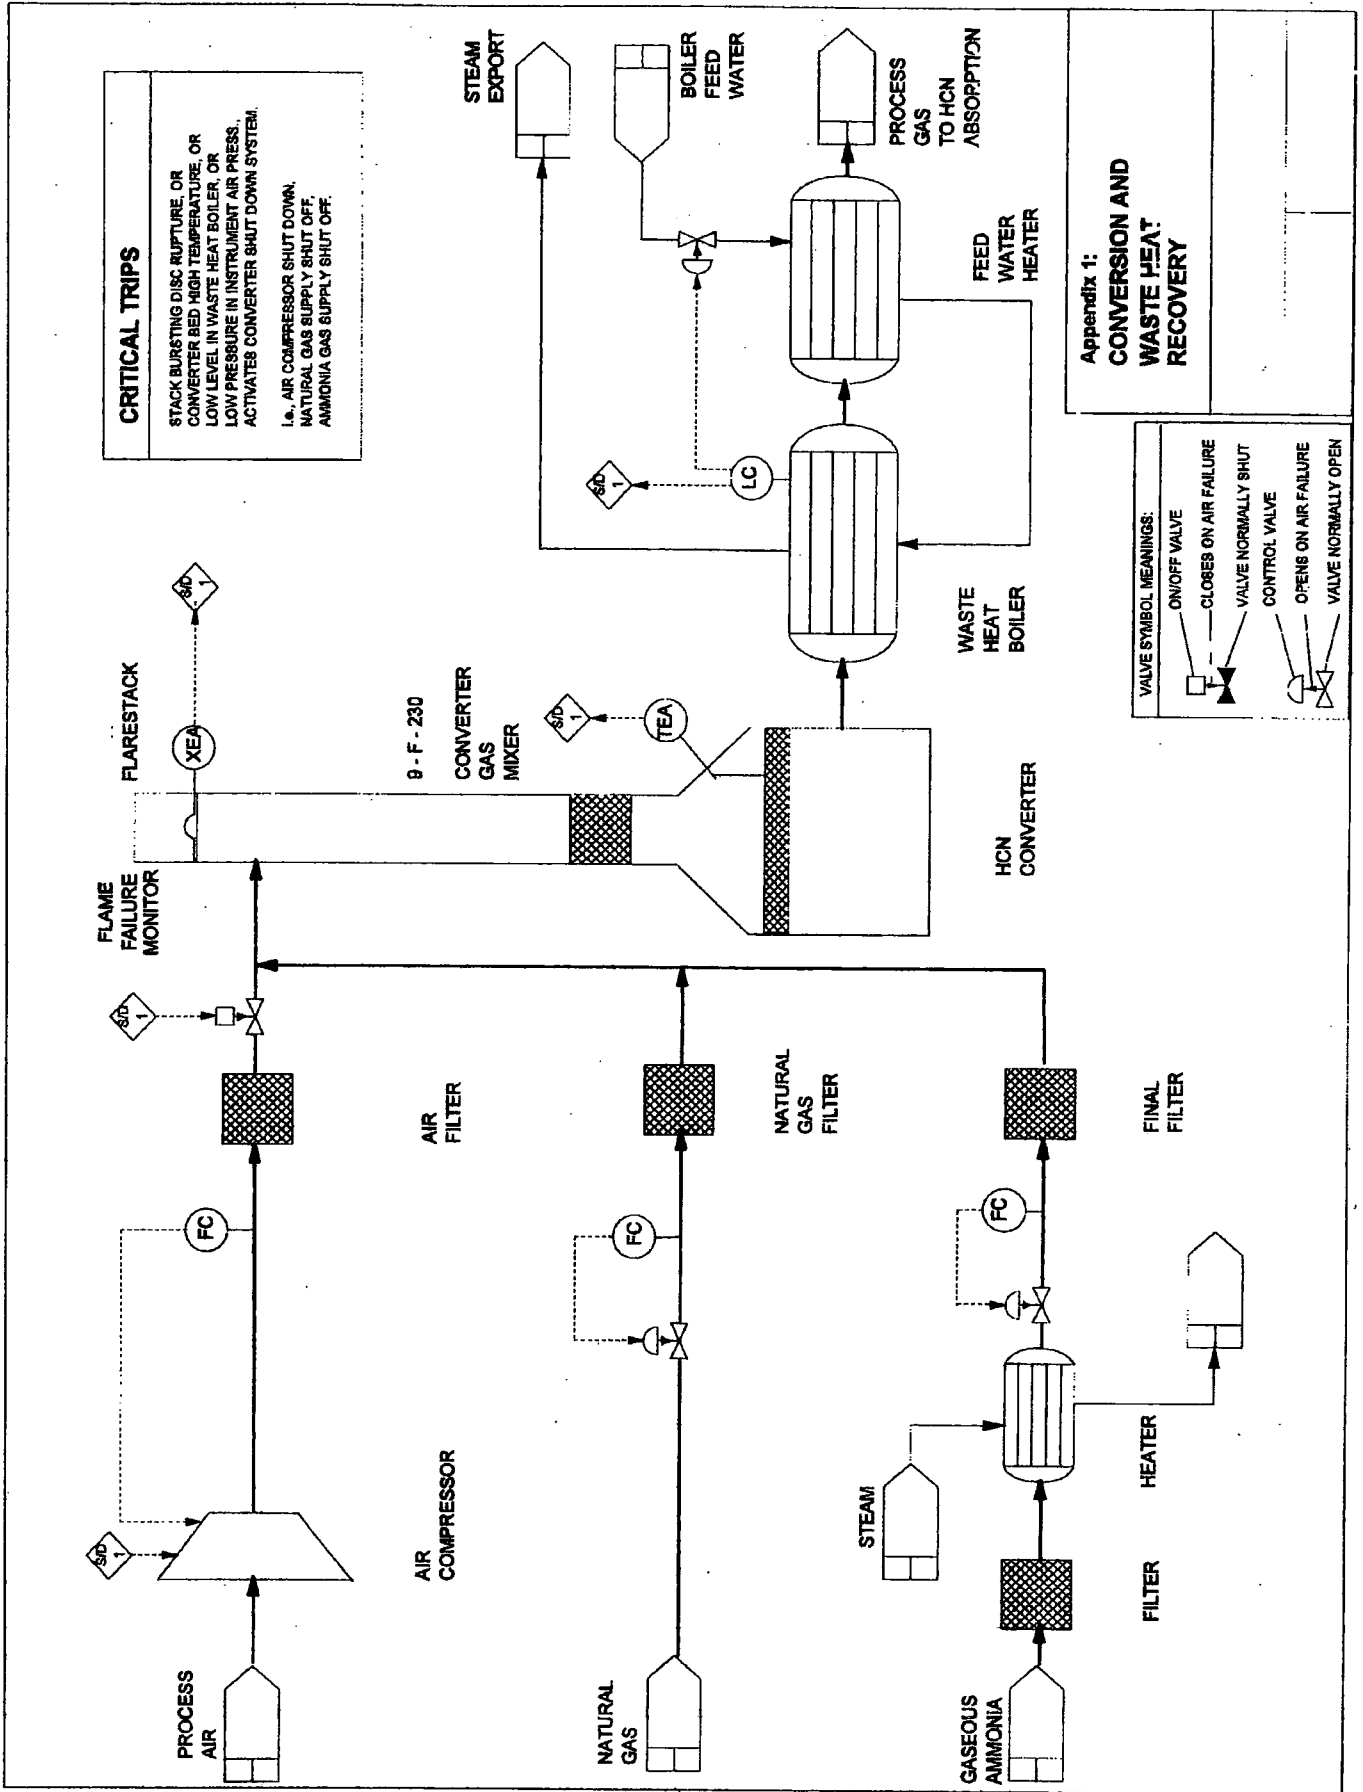 CRITICAL TRIPS
STACK BURSTING DISC RUPTURE, OR
CONVERTER BED HIGH TEMPERATURE, OR
LOW LEVEL IN WASTE HEAT BOILER, OR
LOW PRESSURE IN INSTRUMENT AIR PRESS.,
ACTIVATES CONVERTER SHUT DOWN SYSTEM.
i.e., AIR COMPRESSOR SHUT DOWN,
NATURAL GAS SUPPLY SHUT OFF,
AMMONIA GAS SUPPLY SHUT OFF.
PROCESS
AIR
S/D
1
AIR
COMPRESSOR
FC
AIR
FILTER
S/D
1
FLAME
FAILURE
MONITOR
FLARESTACK
XEA
S/D
1
9 - F - 230
CONVERTER
GAS
MIXER
S/D
1
TEA
HCN
CONVERTER
NATURAL
GAS
FC
NATURAL
GAS
FILTER
GASEOUS
AMMONIA
FILTER
STEAM
HEATER
FC
FINAL
FILTER
S/D
1
LC
WASTE
HEAT
BOILER
STEAM
EXPORT
BOILER
FEED
WATER
FEED
WATER
HEATER
PROCESS
GAS
TO HCN
ABSORPTION
VALVE SYMBOL MEANINGS:
ON/OFF VALVE
CLOSES ON AIR FAILURE
VALVE NORMALLY SHUT
CONTROL VALVE
OPENS ON AIR FAILURE
VALVE NORMALLY OPEN
Appendix 1:
CONVERSION AND
WASTE HEAT
RECOVERY